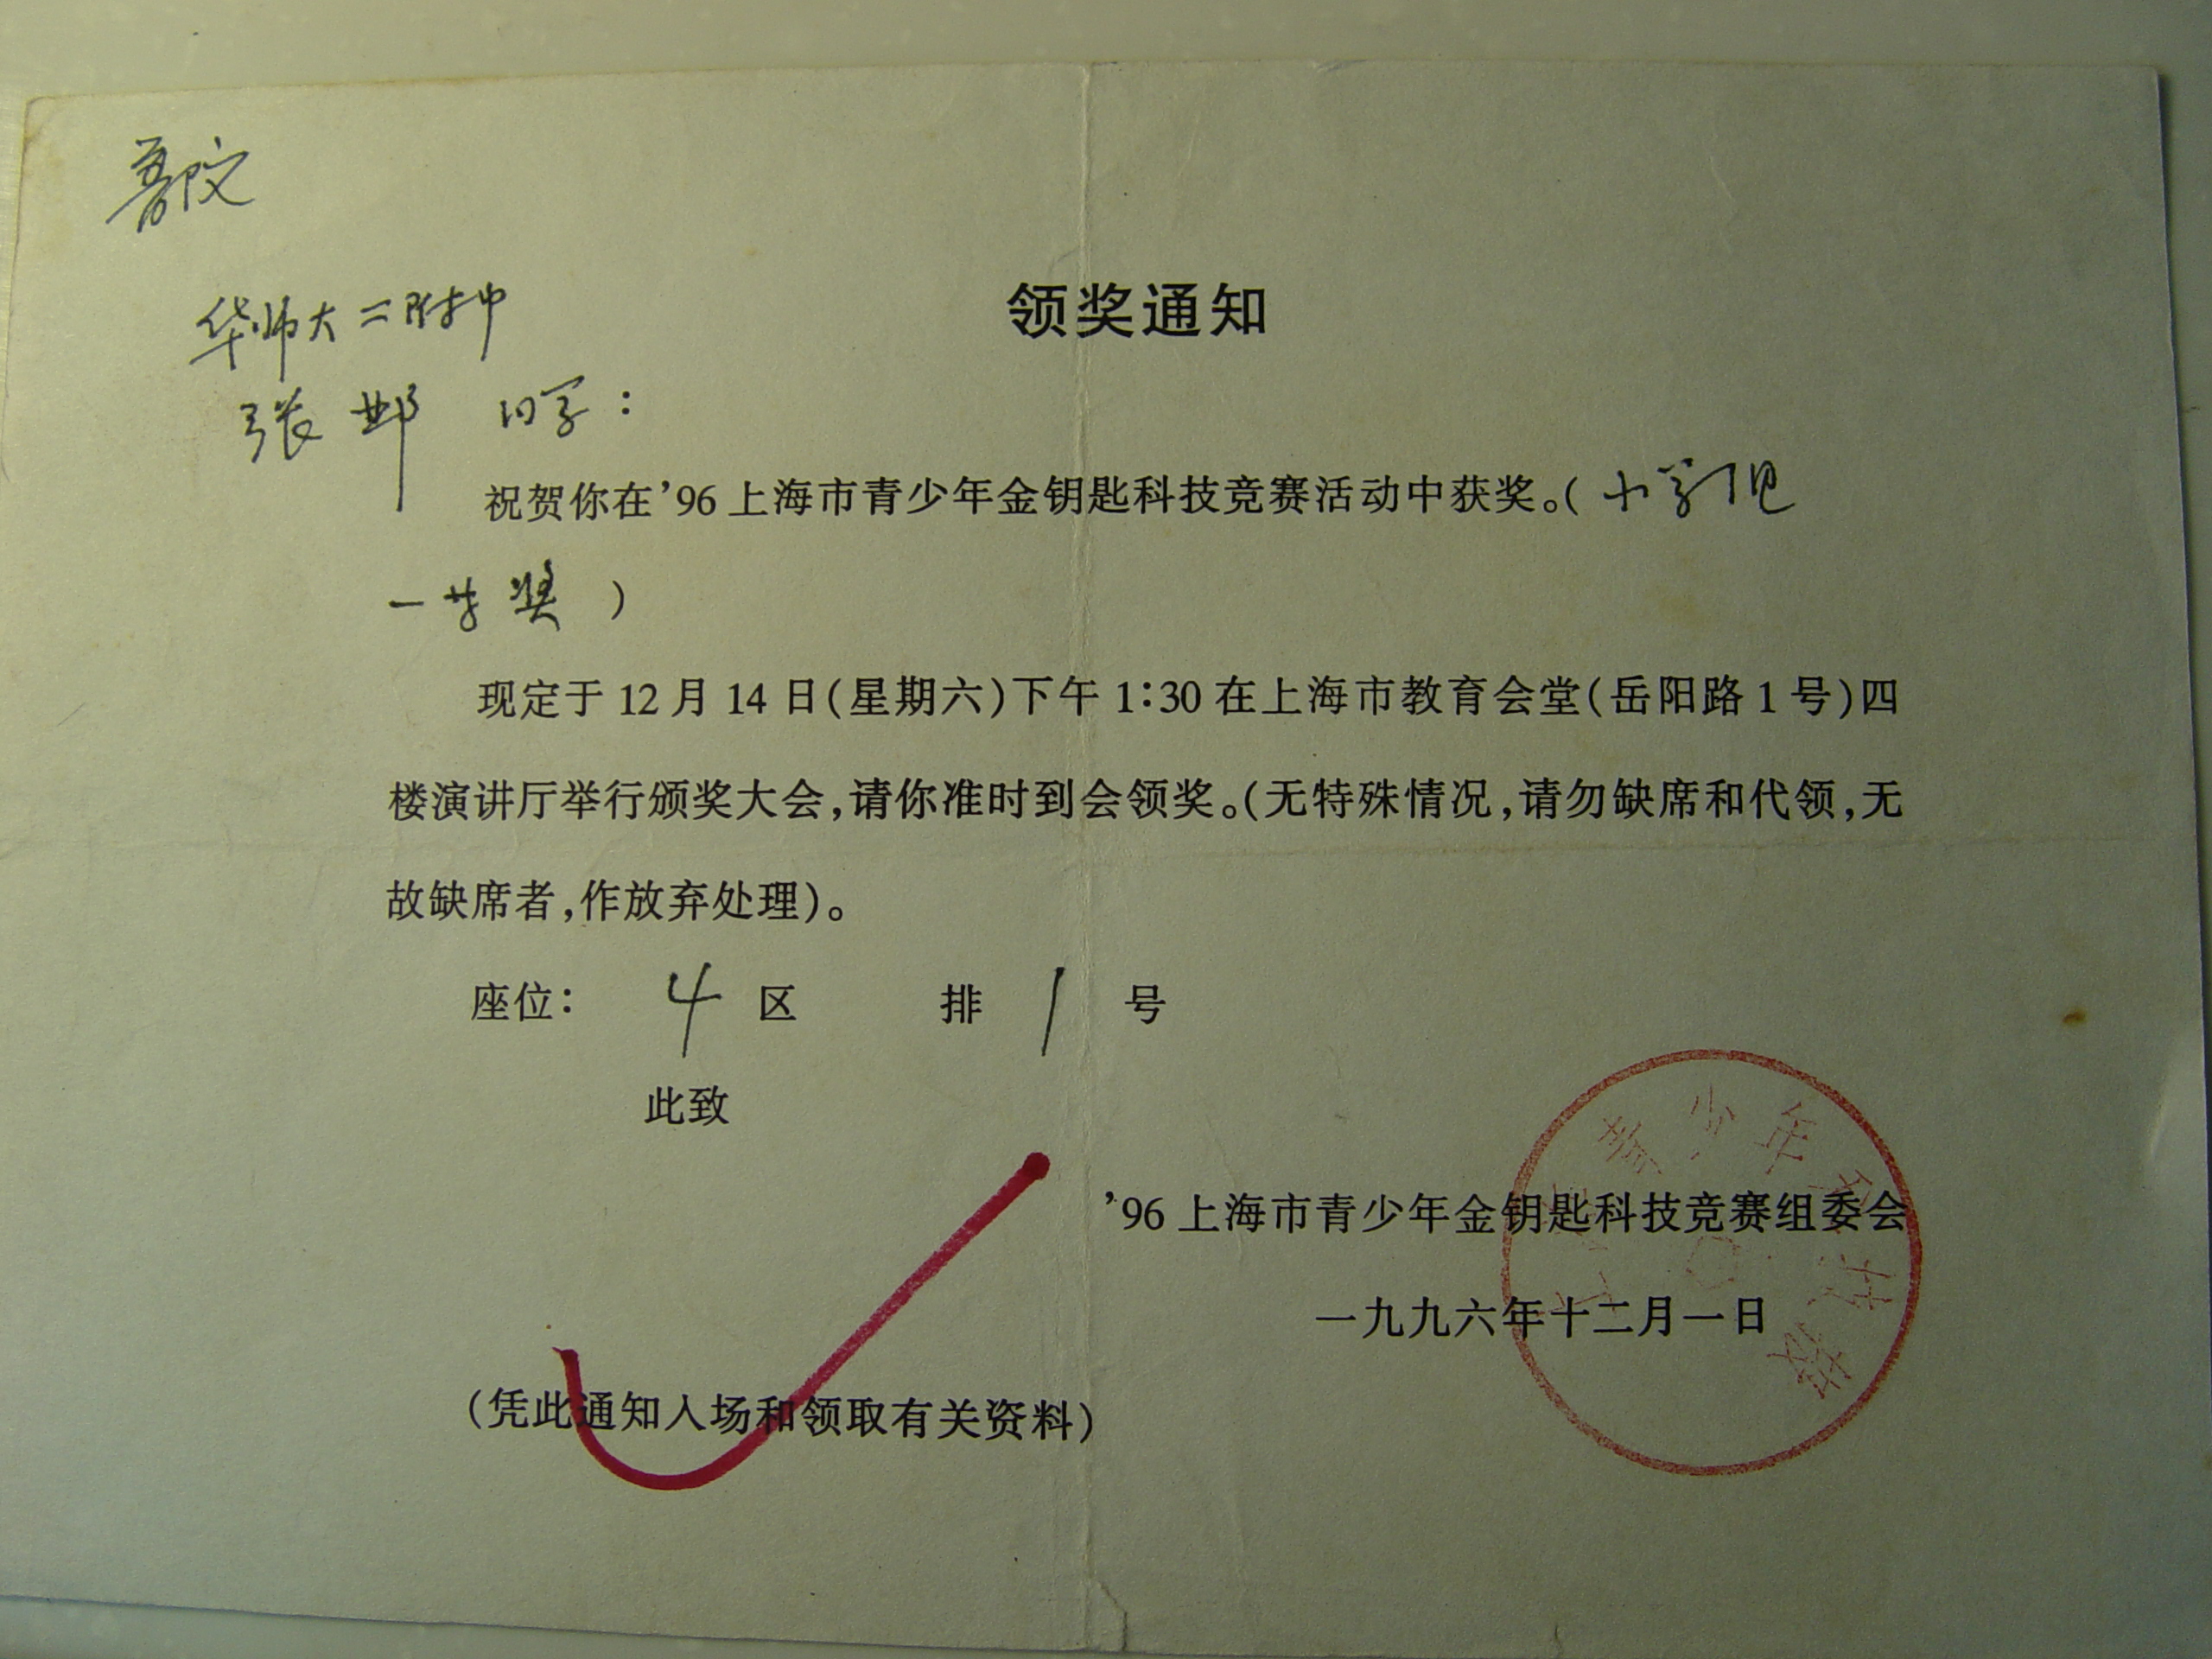 领奖通知
华师大二附中
张邺 同学：
祝贺你在’96上海市青少年金钥匙科技竞赛活动中获奖。(小学组
一等奖)
现定于12月14日(星期六)下午1:30在上海市教育会堂(岳阳路1号)四
楼演讲厅举行颁奖大会,请你准时到会领奖。(无特殊情况,请勿缺席和代领,无
故缺席者,作放弃处理)。
座位: 4 区 排 1 号
此致
’96上海市青少年金钥匙科技竞赛组委会
一九九六年十二月一日
(凭此通知入场和领取有关资料)
青少年